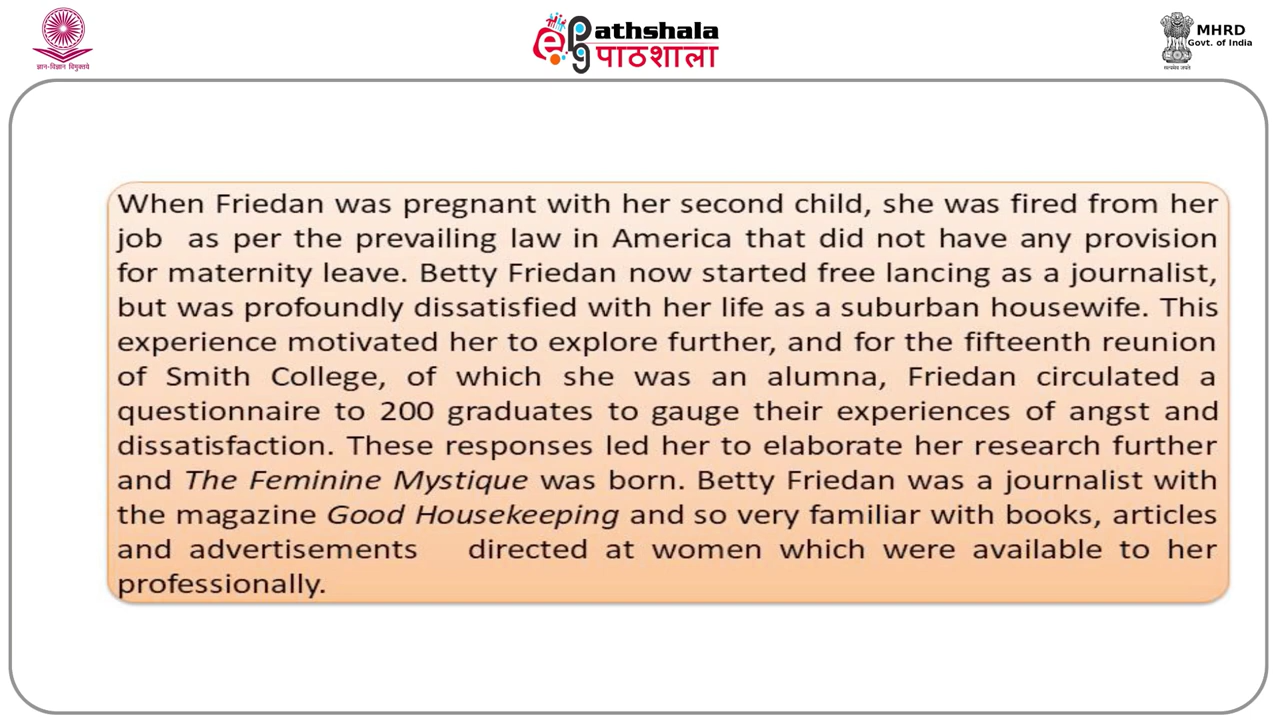 ज्ञान-विज्ञान विमुक्तये
ePathshala
पाठशाला
MHRD
Govt. of India
सत्यमेव जयते
When Friedan was pregnant with her second child, she was fired from her
job as per the prevailing law in America that did not have any provision
for maternity leave. Betty Friedan now started free lancing as a journalist,
but was profoundly dissatisfied with her life as a suburban housewife. This
experience motivated her to explore further, and for the fifteenth reunion
of Smith College, of which she was an alumna, Friedan circulated a
questionnaire to 200 graduates to gauge their experiences of angst and
dissatisfaction. These responses led her to elaborate her research further
and The Feminine Mystique was born. Betty Friedan was a journalist with
the magazine Good Housekeeping and so very familiar with books, articles
and advertisements directed at women which were available to her
professionally.